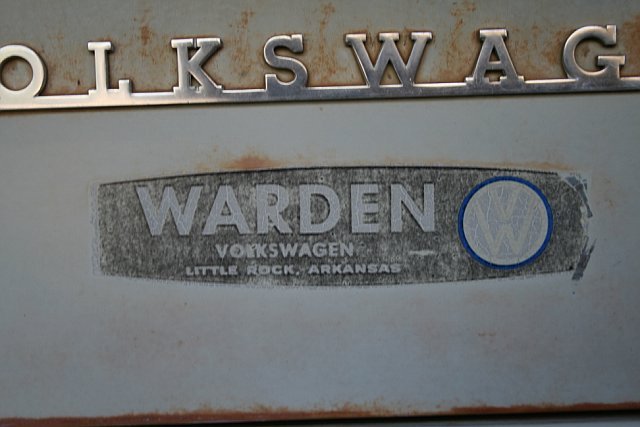 OLKSWAG
WARDEN
VOLKSWAGEN
LITTLE ROCK, ARKANSAS
VW